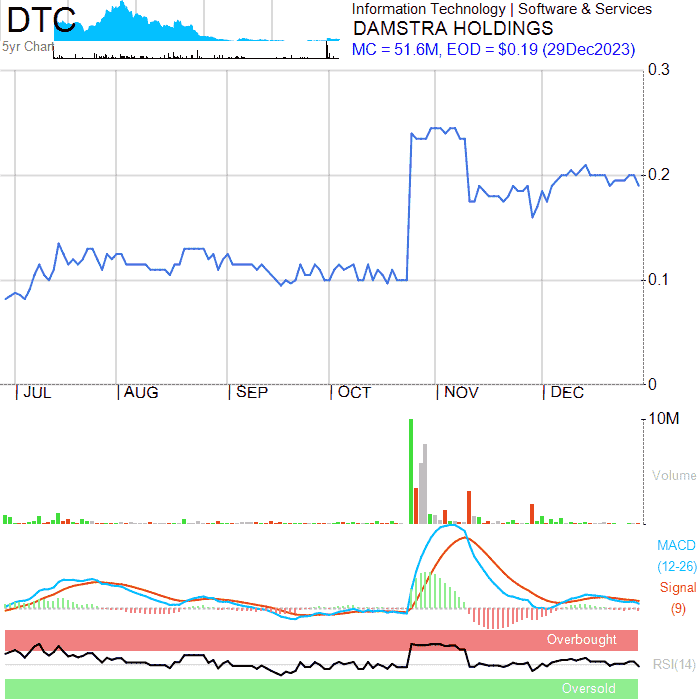 DTC
5yr Chart
Information Technology | Software & Services
DAMSTRA HOLDINGS
MC = 51.6M, EOD = $0.19 (29Dec2023)
0.3
0.2
0.1
0
JUL AUG SEP OCT NOV DEC
10M
Volume
MACD
(12-26)
Signal
(9)
Overbought
RSI(14)
Oversold